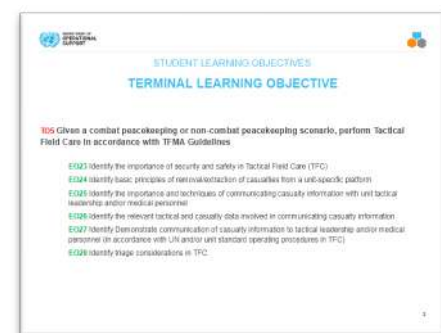 DEPARTMENT OF
OPERATIONAL
SUPPORT
STUDENT LEARNING OBJECTIVES
TERMINAL LEARNING OBJECTIVE
TO5 Given a combat peacekeeping or non-combat peacekeeping scenario, perform Tactical
Field Care in accordance with TFMA Guidelines
EO23 Identify the importance of security and safety in Tactical Field Care (TFC)
EO24 Identify basic principles of removal/extraction of casualties from a unit-specific platform
EO25 Identify the importance and techniques of communicating casualty information with unit tactical
leadership and/or medical personnel
EO26 Identify the relevant tactical and casualty data involved in communicating casualty information
EO27 Identify Demonstrate communication of casualty information to tactical leadership and/or medical
personnel (in accordance with UN and/or unit standard operating procedures in TFC)
EO28 Identify triage considerations in TFC